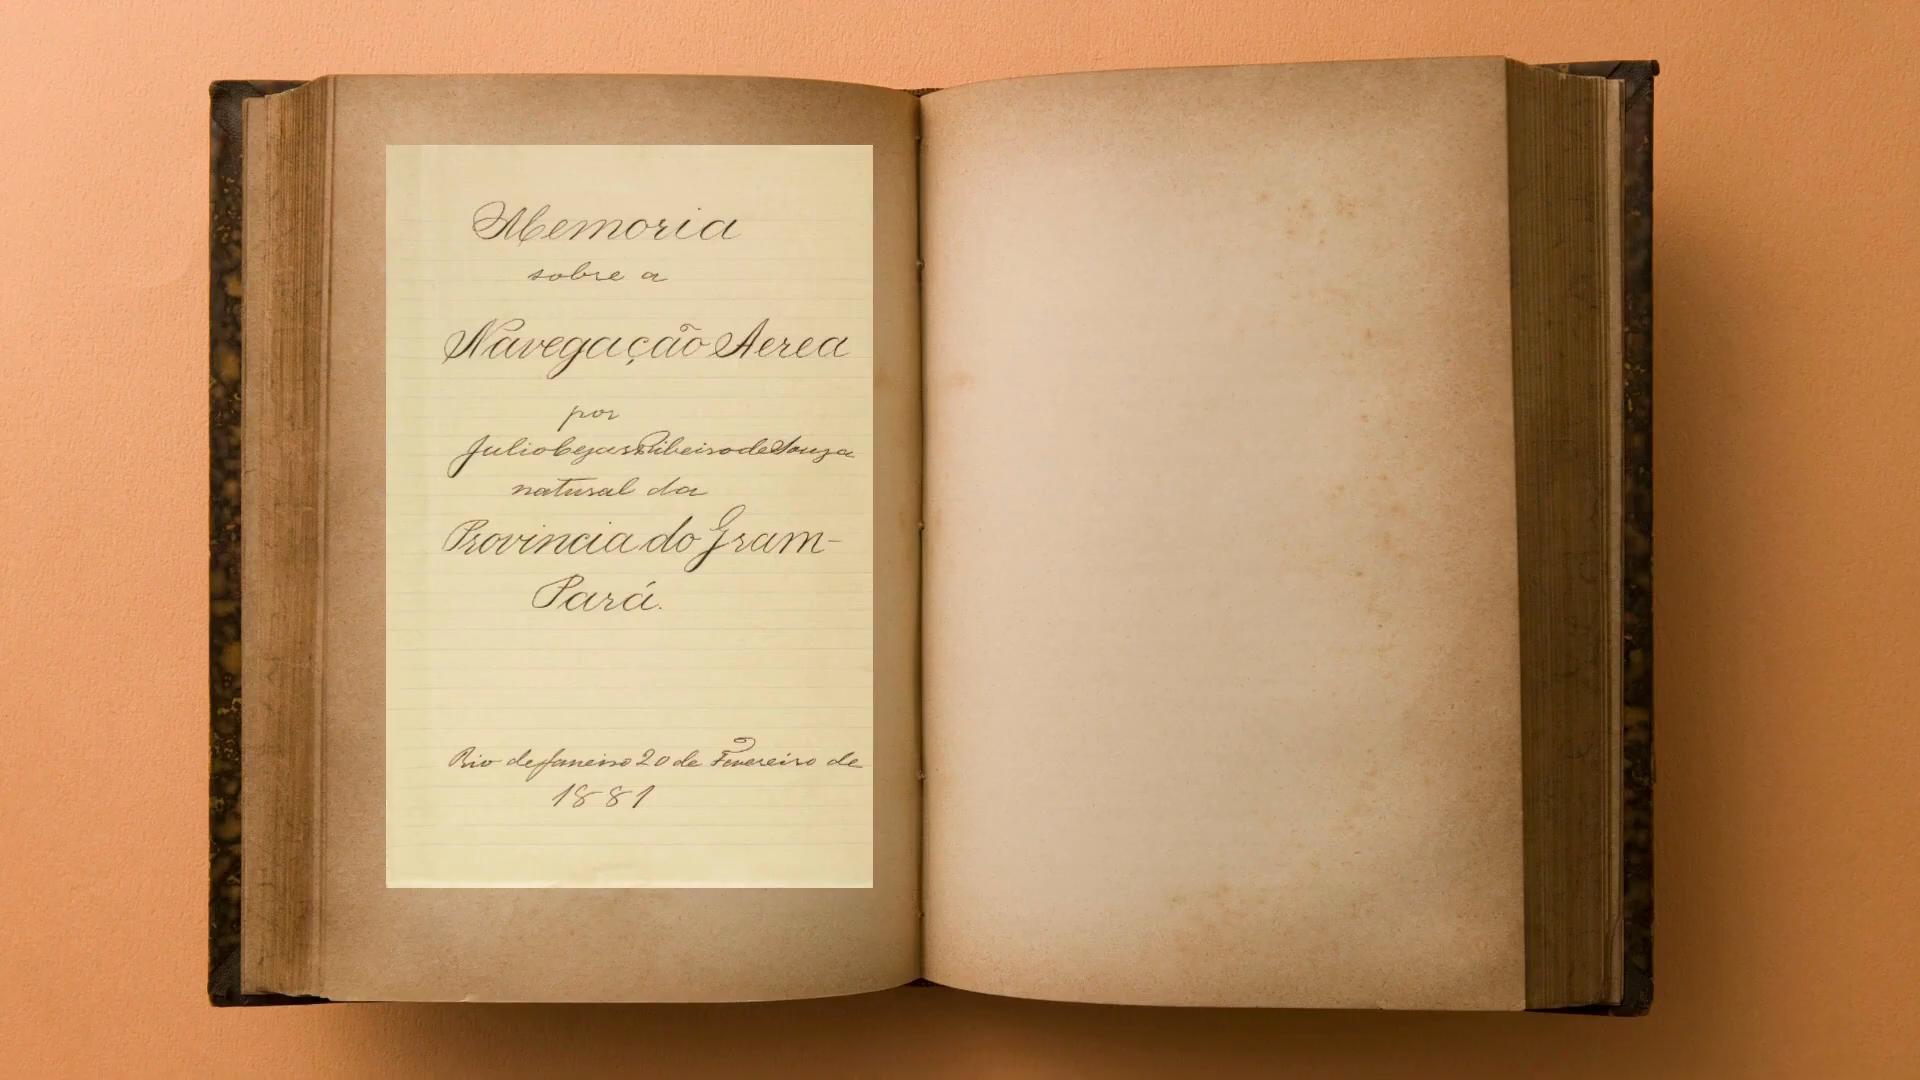 Memoria
sobre a
Navegação Aerea
por
Julio Cezar Ribeiro de Souza
natural da
Provincia do Gram-
Pará.
Rio de Janeiro 20 de Fevereiro de
1881